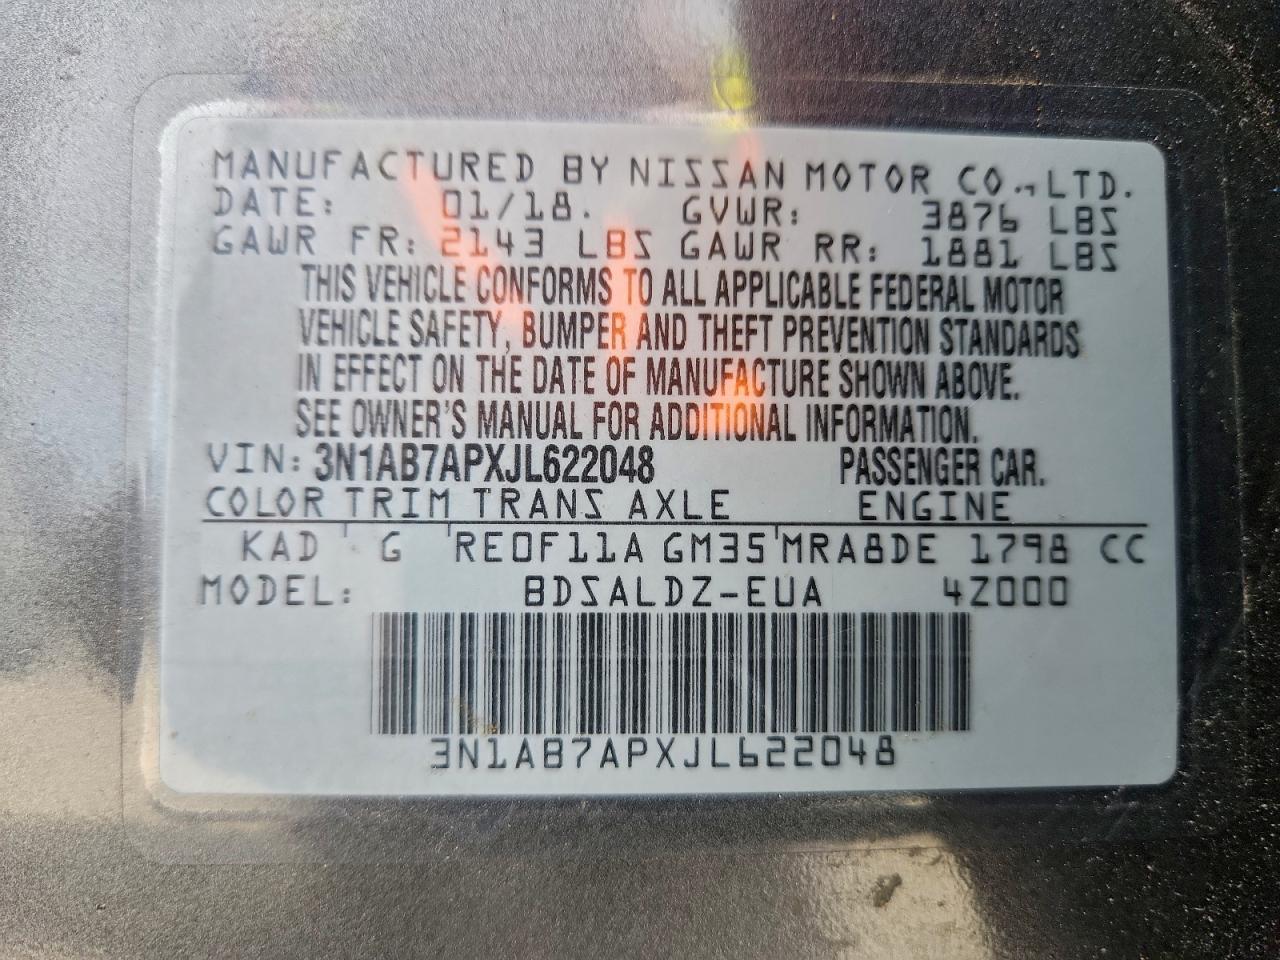 MANUFACTURED BY NISSAN MOTOR CO., LTD.
DATE: 01/18. GVWR: 3876 LBS
GAWR FR: 2143 LBS GAWR RR: 1881 LBS
THIS VEHICLE CONFORMS TO ALL APPLICABLE FEDERAL MOTOR
VEHICLE SAFETY, BUMPER AND THEFT PREVENTION STANDARDS
IN EFFECT ON THE DATE OF MANUFACTURE SHOWN ABOVE.
SEE OWNER'S MANUAL FOR ADDITIONAL INFORMATION.
VIN: 3N1AB7APXJL622048 PASSENGER CAR.
COLOR TRIM TRANS AXLE ENGINE
KAD G RE0F11A GM35 MRA8DE 1798 CC
MODEL: BDSALDZ-EUA 4Z000
3N1AB7APXJL622048